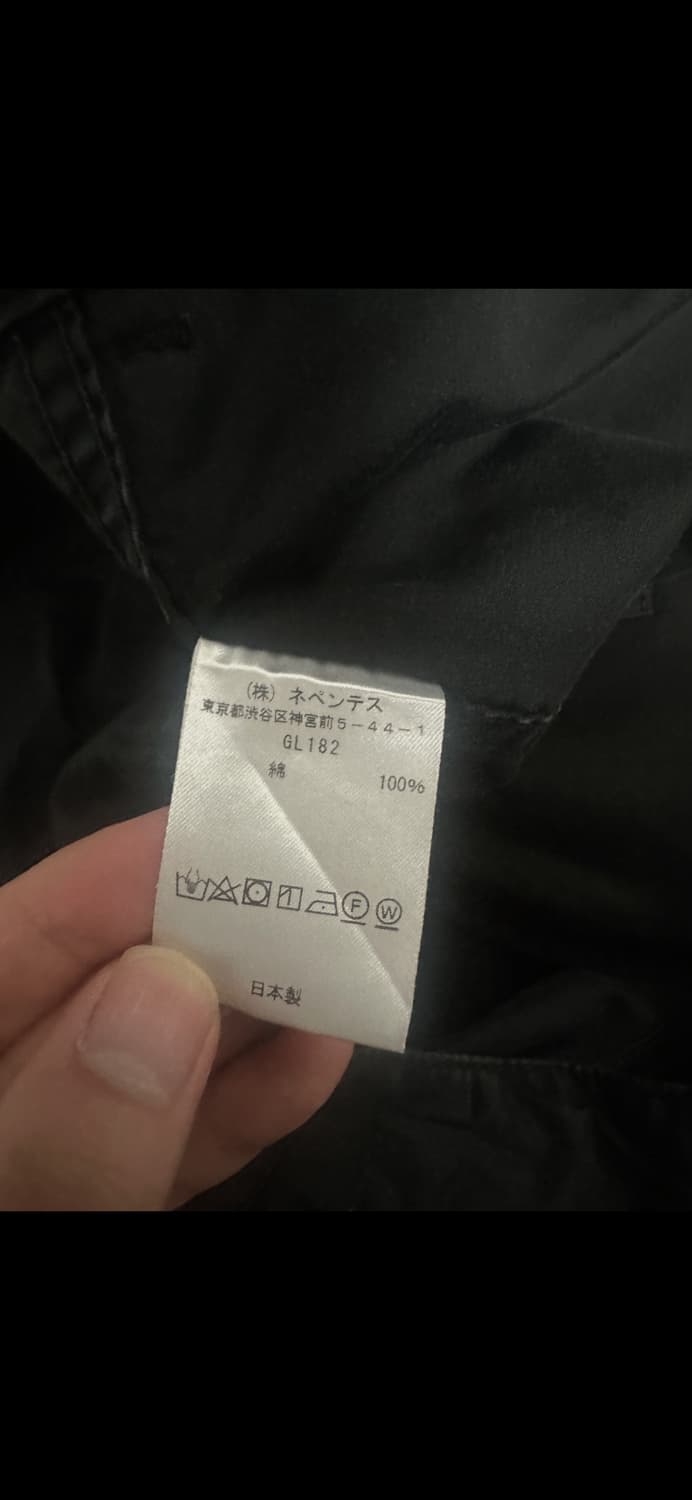 (株) ネペンテス
東京都渋谷区神宮前5-44-1
GL182
綿 100%
F W
日本製